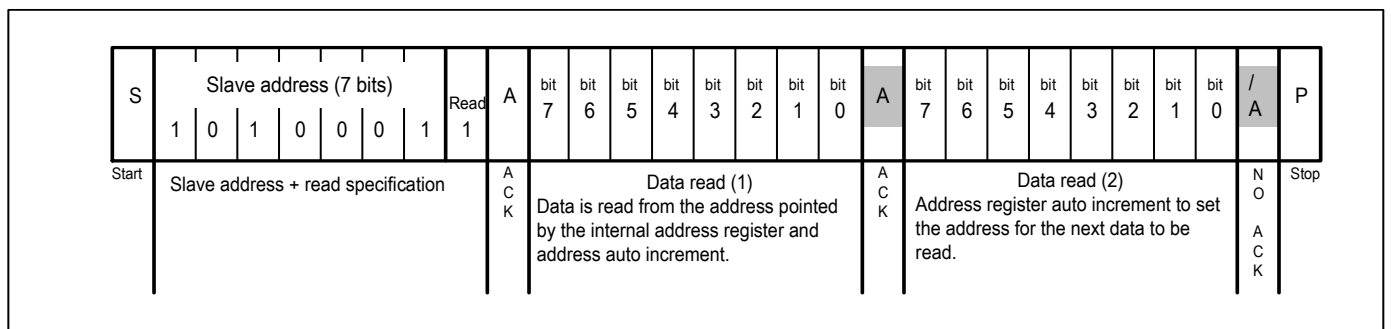 Slave address (7 bits)
S 1 0 1 0 0 0 1 Read 1 A bit 7 bit 6 bit 5 bit 4 bit 3 bit 2 bit 1 bit 0 A bit 7 bit 6 bit 5 bit 4 bit 3 bit 2 bit 1 bit 0 / A P
Start
Slave address + read specification
A
C
K
Data read (1)
Data is read from the address pointed
by the internal address register and
address auto increment.
A
C
K
Data read (2)
Address register auto increment to set
the address for the next data to be
read.
N
O
A
C
K
Stop